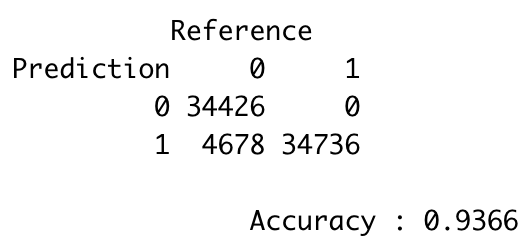 Reference
Prediction 0 1
0 34426 0
1 4678 34736
Accuracy : 0.9366